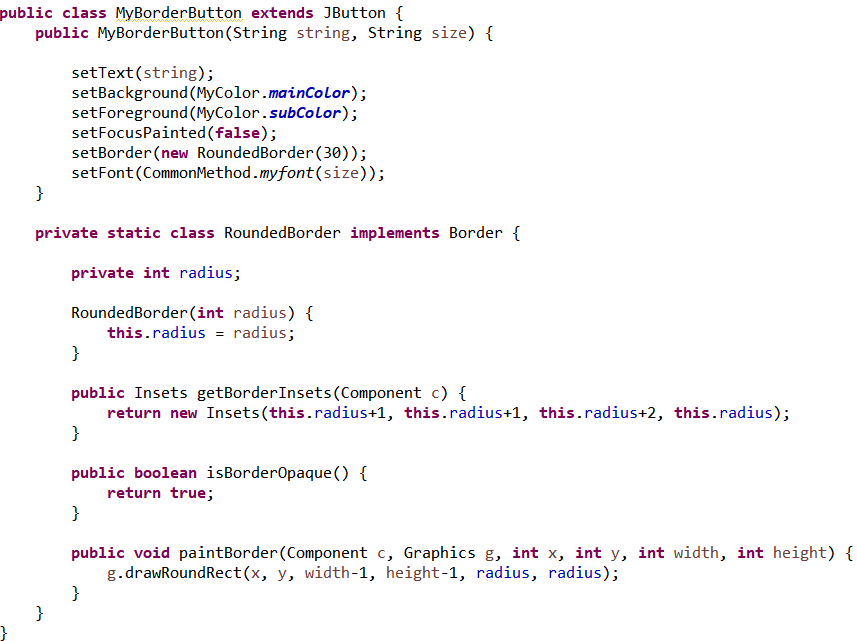 public class MyBorderButton extends JButton {
    public MyBorderButton(String string, String size) {

        setText(string);
        setBackground(MyColor.mainColor);
        setForeground(MyColor.subColor);
        setFocusPainted(false);
        setBorder(new RoundedBorder(30));
        setFont(CommonMethod.myfont(size));
    }

    private static class RoundedBorder implements Border {

        private int radius;

        RoundedBorder(int radius) {
            this.radius = radius;
        }

        public Insets getBorderInsets(Component c) {
            return new Insets(this.radius+1, this.radius+1, this.radius+2, this.radius);
        }

        public boolean isBorderOpaque() {
            return true;
        }

        public void paintBorder(Component c, Graphics g, int x, int y, int width, int height) {
            g.drawRoundRect(x, y, width-1, height-1, radius, radius);
        }
    }
}